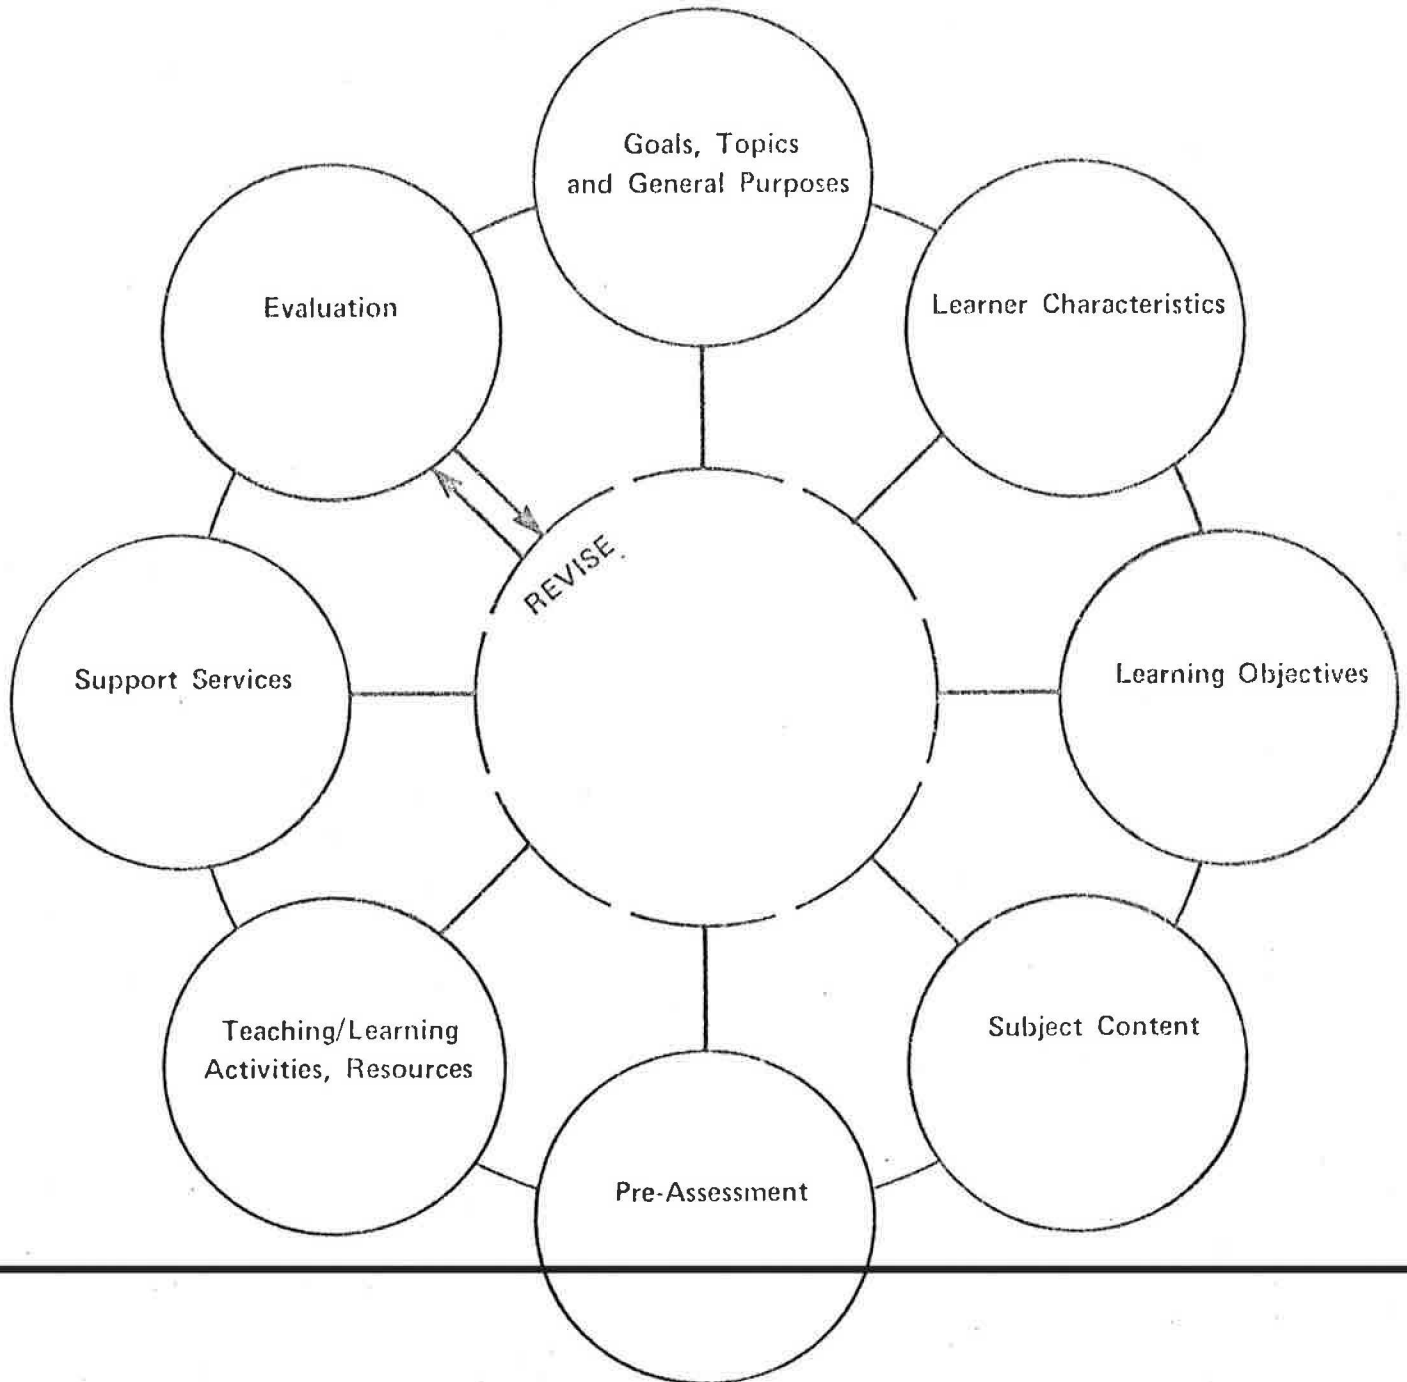 Goals, Topics
and General Purposes
Learner Characteristics
Learning Objectives
Subject Content
Pre-Assessment
Teaching/Learning
Activities, Resources
Support Services
Evaluation
REVISE